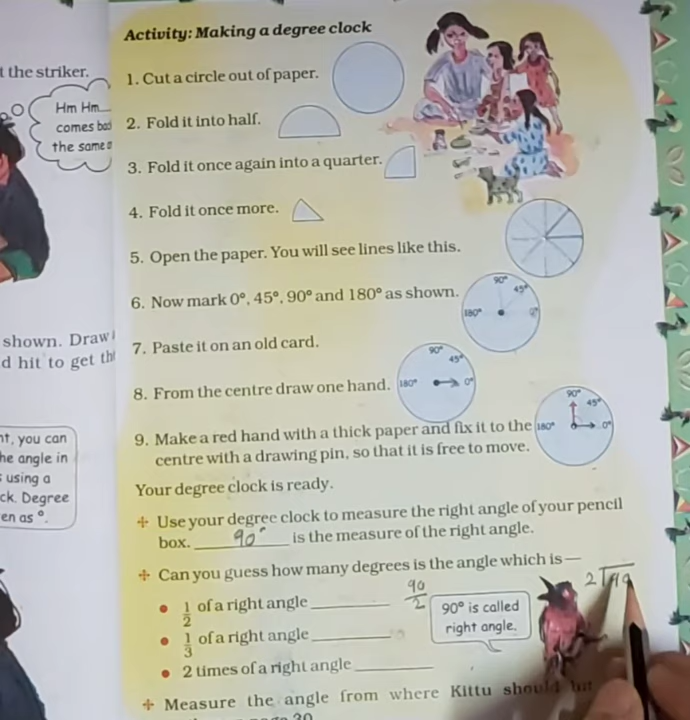 Activity: Making a degree clock
t the striker.
1. Cut a circle out of paper.
Hm Hm
comes bac
the same a
2. Fold it into half.
3. Fold it once again into a quarter.
4. Fold it once more.
5. Open the paper. You will see lines like this.
6. Now mark 0°, 45°, 90° and 180° as shown.
90°
45°
180°
0°
shown. Draw
d hit to get th
7. Paste it on an old card.
8. From the centre draw one hand.
90°
45°
180°
0°
9. Make a red hand with a thick paper and fix it to the
centre with a drawing pin, so that it is free to move.
90°
45°
180°
0°
nt, you can
he angle in
using a
ck. Degree
en as °.
Your degree clock is ready.
Use your degree clock to measure the right angle of your pencil
box. 90° is the measure of the right angle.
Can you guess how many degrees is the angle which is —
1/2 of a right angle ________ 90/2
2 90
1/3 of a right angle ________
90° is called
right angle.
2 times of a right angle ________
Measure the angle from where Kittu should hit